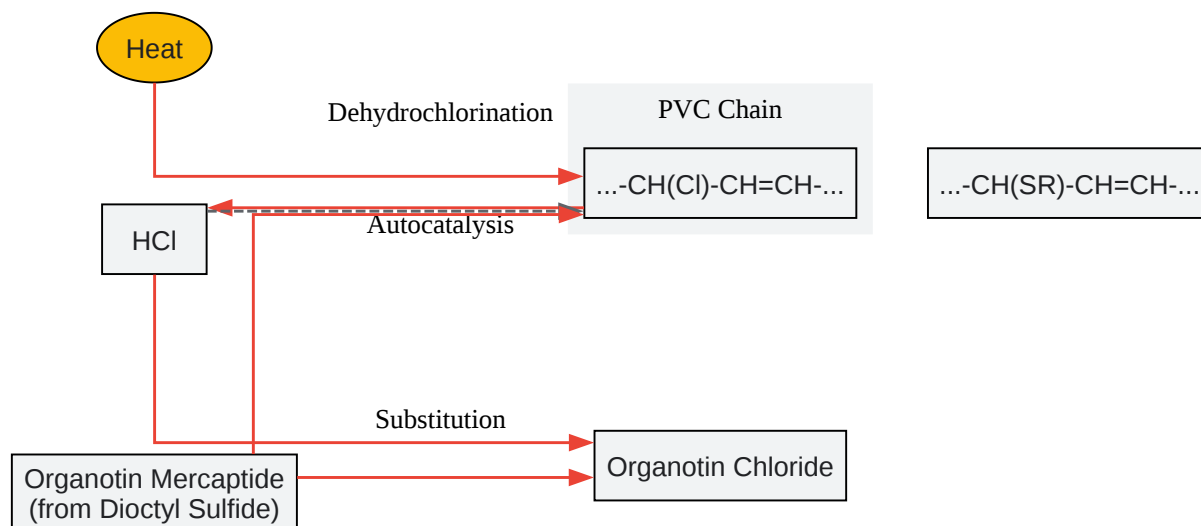 Heat
Dehydrochlorination
PVC Chain
...-CH(Cl)-CH=CH-...
...-CH(SR)-CH=CH-...
HCl
Autocatalysis
Substitution
Organotin Mercaptide
(from Dioctyl Sulfide)
Organotin Chloride